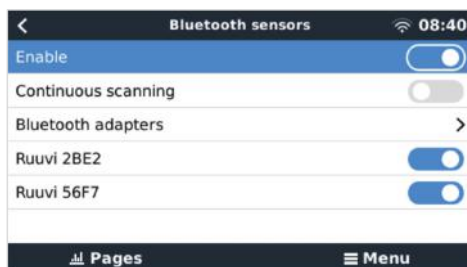 Bluetooth sensors 08:40
Enable
Continuous scanning
Bluetooth adapters
Ruuvi 2BE2
Ruuvi 56F7
Pages Menu